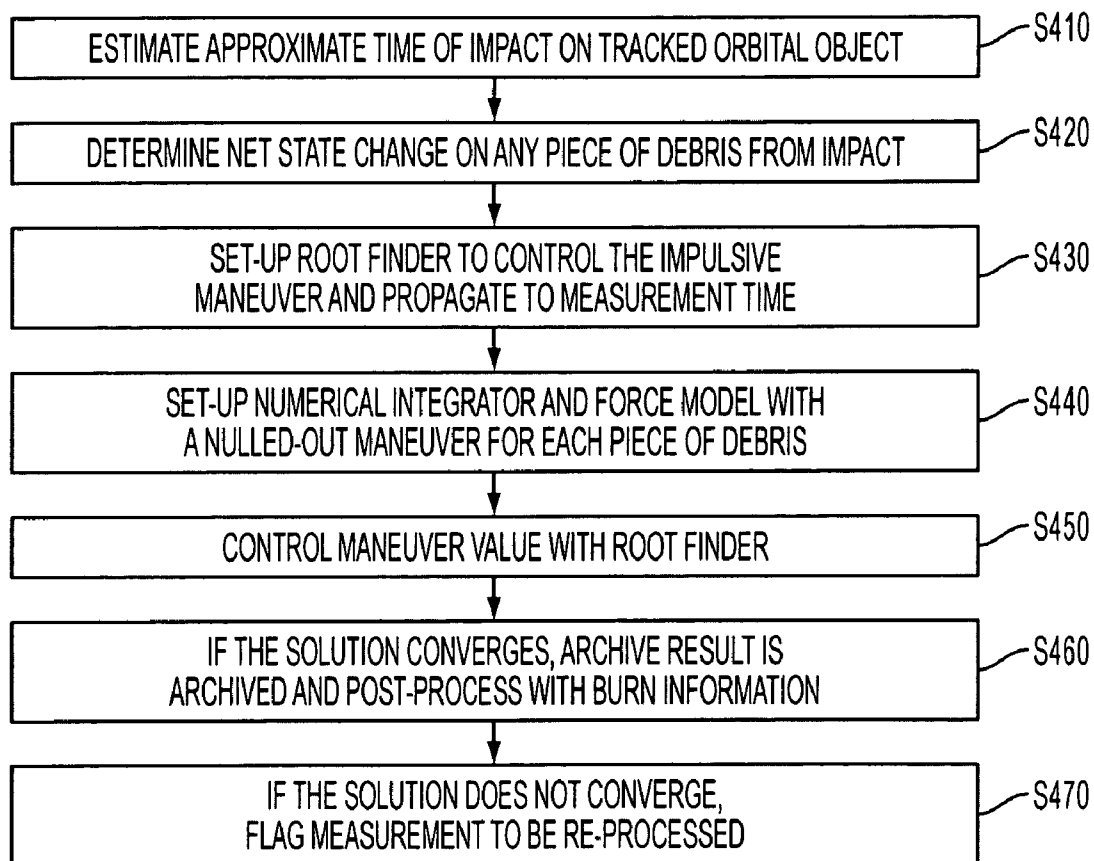 ESTIMATE APPROXIMATE TIME OF IMPACT ON TRACKED ORBITAL OBJECT
S410
DETERMINE NET STATE CHANGE ON ANY PIECE OF DEBRIS FROM IMPACT
S420
SET-UP ROOT FINDER TO CONTROL THE IMPULSIVE
MANEUVER AND PROPAGATE TO MEASUREMENT TIME
S430
SET-UP NUMERICAL INTEGRATOR AND FORCE MODEL WITH
A NULLED-OUT MANEUVER FOR EACH PIECE OF DEBRIS
S440
CONTROL MANEUVER VALUE WITH ROOT FINDER
S450
IF THE SOLUTION CONVERGES, ARCHIVE RESULT IS
ARCHIVED AND POST-PROCESS WITH BURN INFORMATION
S460
IF THE SOLUTION DOES NOT CONVERGE,
FLAG MEASUREMENT TO BE RE-PROCESSED
S470